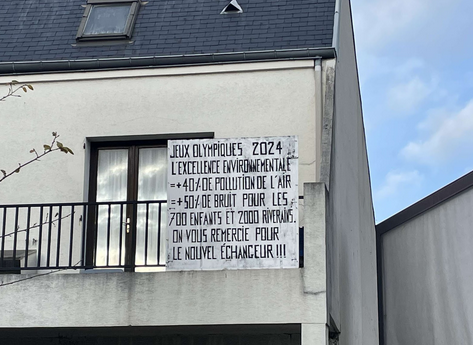 JEUX OLYMPIQUES 2024
L'EXCELLENCE ENVIRONNEMENTALE
=+40% DE POLLUTION DE L'AIR
=+50% DE BRUIT POUR LES
700 ENFANTS ET 2000 RIVERAINS.
ON VOUS REMERCIE POUR
LE NOUVEL ÉCHANGEUR!!!